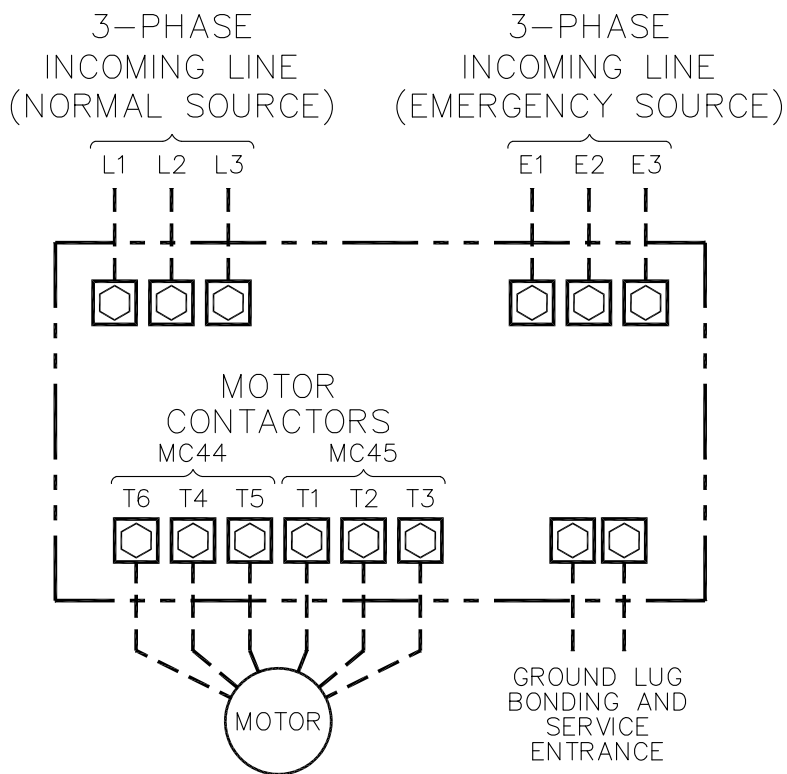 3-PHASE
INCOMING LINE
(NORMAL SOURCE)
3-PHASE
INCOMING LINE
(EMERGENCY SOURCE)
L1 L2 L3
E1 E2 E3
MOTOR
CONTACTORS
MC44 MC45
T6 T4 T5 T1 T2 T3
MOTOR
GROUND LUG
BONDING AND
SERVICE
ENTRANCE